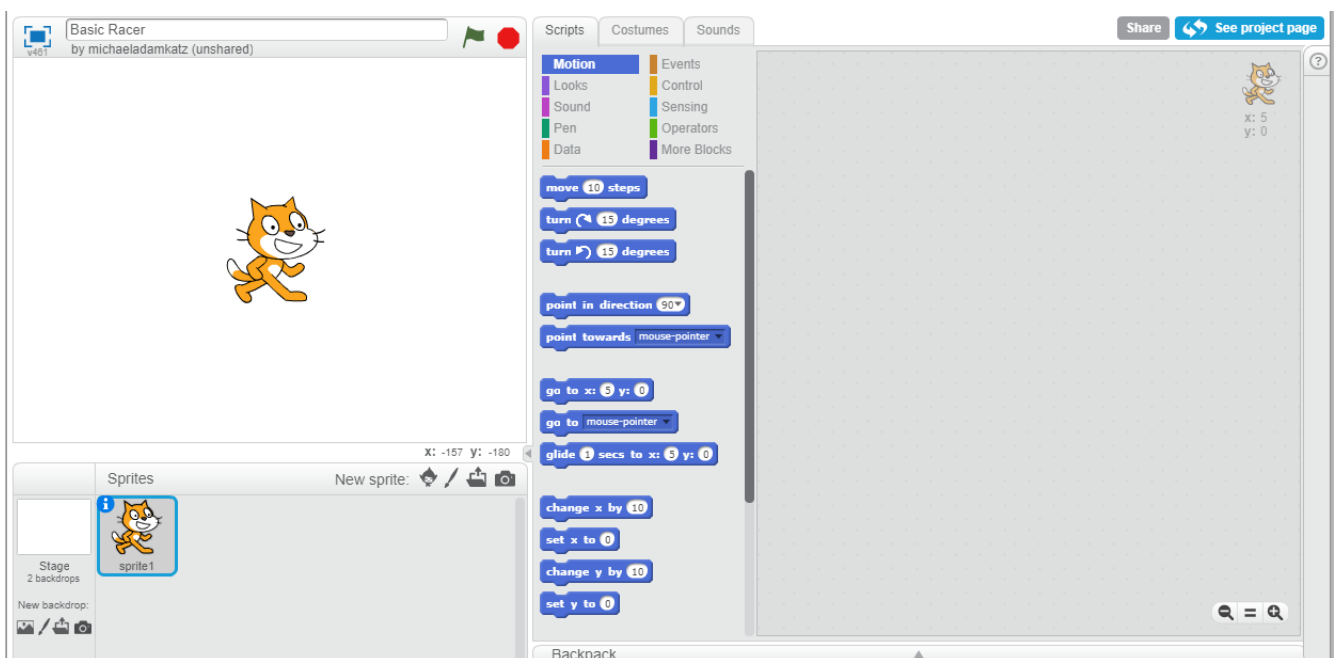 Basic Racer
v461
by michaeladamkatz (unshared)
x: -157 y: -180
Sprites
New sprite:
Stage
2 backdrops
New backdrop:
sprite1
Scripts
Costumes
Sounds
Share
See project page
?
Motion
Events
Looks
Control
Sound
Sensing
Pen
Operators
Data
More Blocks
move 10 steps
turn 15 degrees
turn 15 degrees
point in direction 90
point towards mouse-pointer
go to x: 5 y: 0
go to mouse-pointer
glide 1 secs to x: 5 y: 0
change x by 10
set x to 0
change y by 10
set y to 0
x: 5
y: 0
Backpack